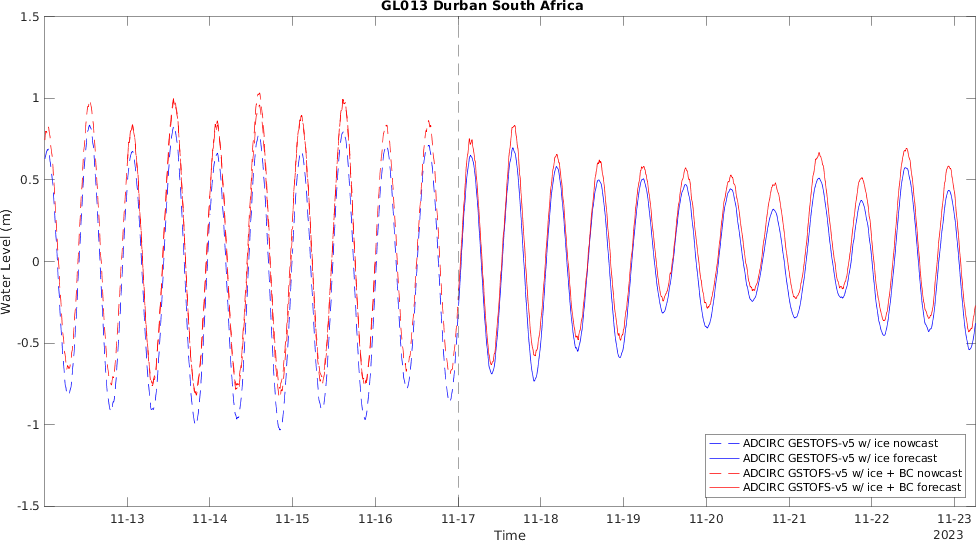 GL013 Durban South Africa
1.5
1
0.5
0
-0.5
-1
-1.5
Water Level (m)
11-13
11-14
11-15
11-16
11-17
11-18
11-19
11-20
11-21
11-22
11-23
Time
2023
ADCIRC GESTOFS-v5 w/ ice nowcast
ADCIRC GESTOFS-v5 w/ ice forecast
ADCIRC GSTOFS-v5 w/ ice + BC nowcast
ADCIRC GSTOFS-v5 w/ ice + BC forecast